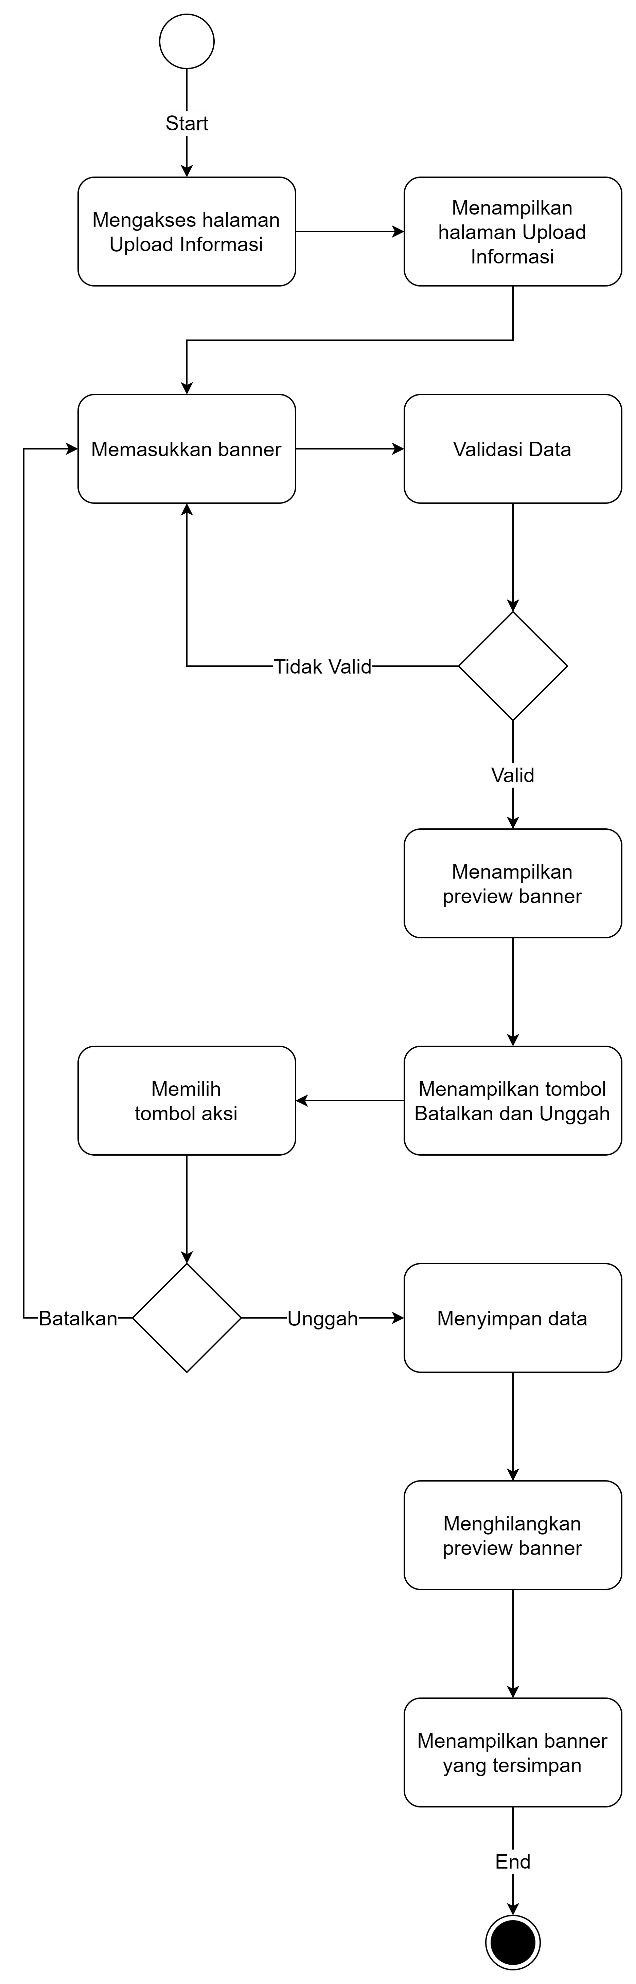 Start
Mengakses halaman
Upload Informasi
Menampilkan
halaman Upload
Informasi
Memasukkan banner
Validasi Data
Tidak Valid
Valid
Menampilkan
preview banner
Memilih
tombol aksi
Menampilkan tombol
Batalkan dan Unggah
Batalkan
Unggah
Menyimpan data
Menghilangkan
preview banner
Menampilkan banner
yang tersimpan
End